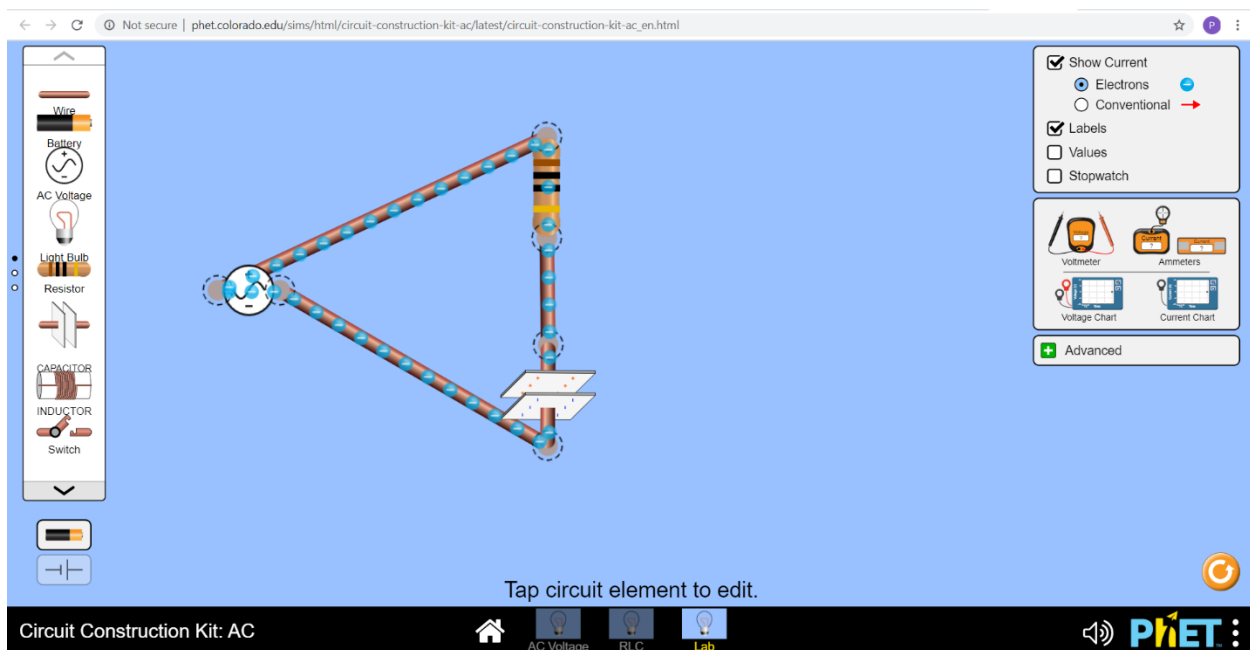 Not secure | phet.colorado.edu/sims/html/circuit-construction-kit-ac/latest/circuit-construction-kit-ac_en.html
P
Wire
Battery
AC Voltage
Light Bulb
Resistor
CAPACITOR
INDUCTOR
Switch
Show Current
Electrons
Conventional
Labels
Values
Stopwatch
Voltmeter
Ammeters
Voltage Chart
Current Chart
Advanced
Tap circuit element to edit.
Circuit Construction Kit: AC
AC Voltage
RLC
Lab
PhET